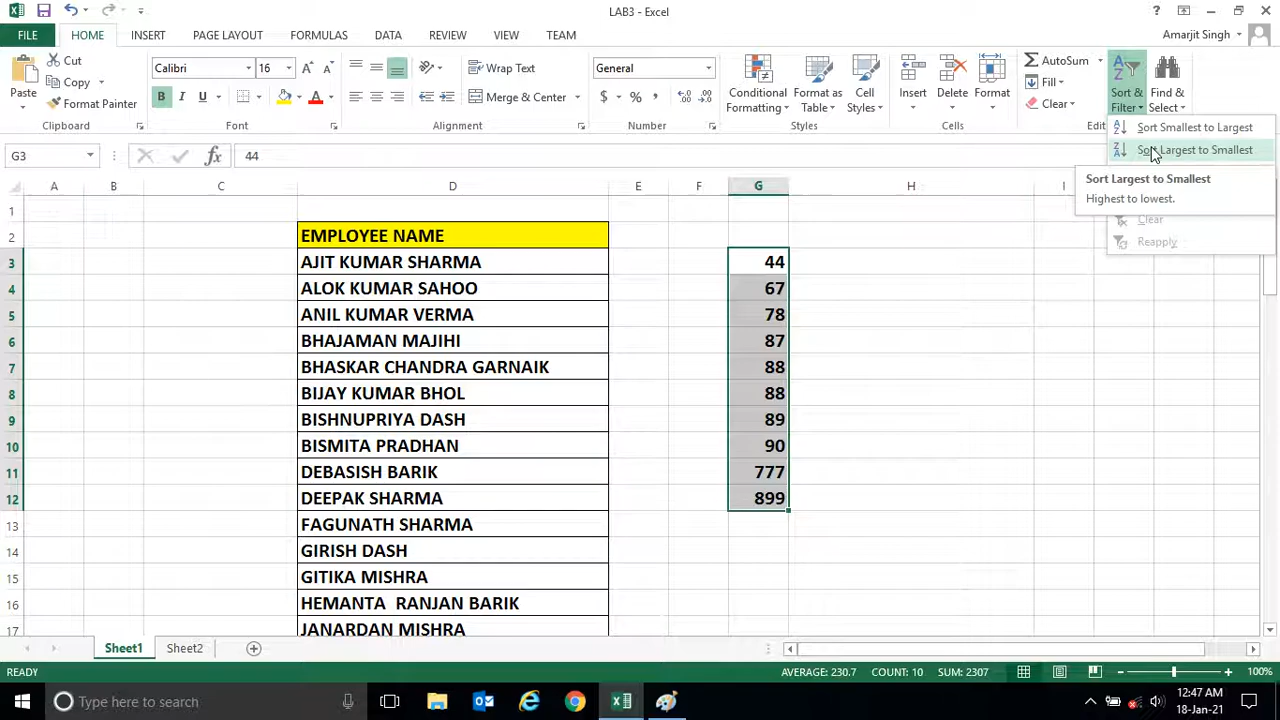 LAB3 - Excel
?
FILE HOME INSERT PAGE LAYOUT FORMULAS DATA REVIEW VIEW TEAM
Amarjit Singh
Paste
Cut
Copy
Format Painter
Clipboard
Calibri 16
B I U
Font
Wrap Text
Merge & Center
Alignment
General
$ % ,
Number
Conditional Formatting
Format as Table
Cell Styles
Styles
Insert
Delete
Format
Cells
AutoSum
Fill
Clear
Sort & Filter
Find & Select
Sort Smallest to Largest
Sort Largest to Smallest
Sort Largest to Smallest
Highest to lowest.
Clear
Reapply
G3 fx 44
A B C D E F G H I
1
2 EMPLOYEE NAME
3 AJIT KUMAR SHARMA 44
4 ALOK KUMAR SAHOO 67
5 ANIL KUMAR VERMA 78
6 BHAJAMAN MAJIHI 87
7 BHASKAR CHANDRA GARNAIK 88
8 BIJAY KUMAR BHOL 88
9 BISHNUPRIYA DASH 89
10 BISMITA PRADHAN 90
11 DEBASISH BARIK 777
12 DEEPAK SHARMA 899
13 FAGUNATH SHARMA
14 GIRISH DASH
15 GITIKA MISHRA
16 HEMANTA  RANJAN BARIK
17 JANARDAN MISHRA
Sheet1 Sheet2
READY AVERAGE: 230.7 COUNT: 10 SUM: 2307 100%
Type here to search
12:47 AM
18-Jan-21